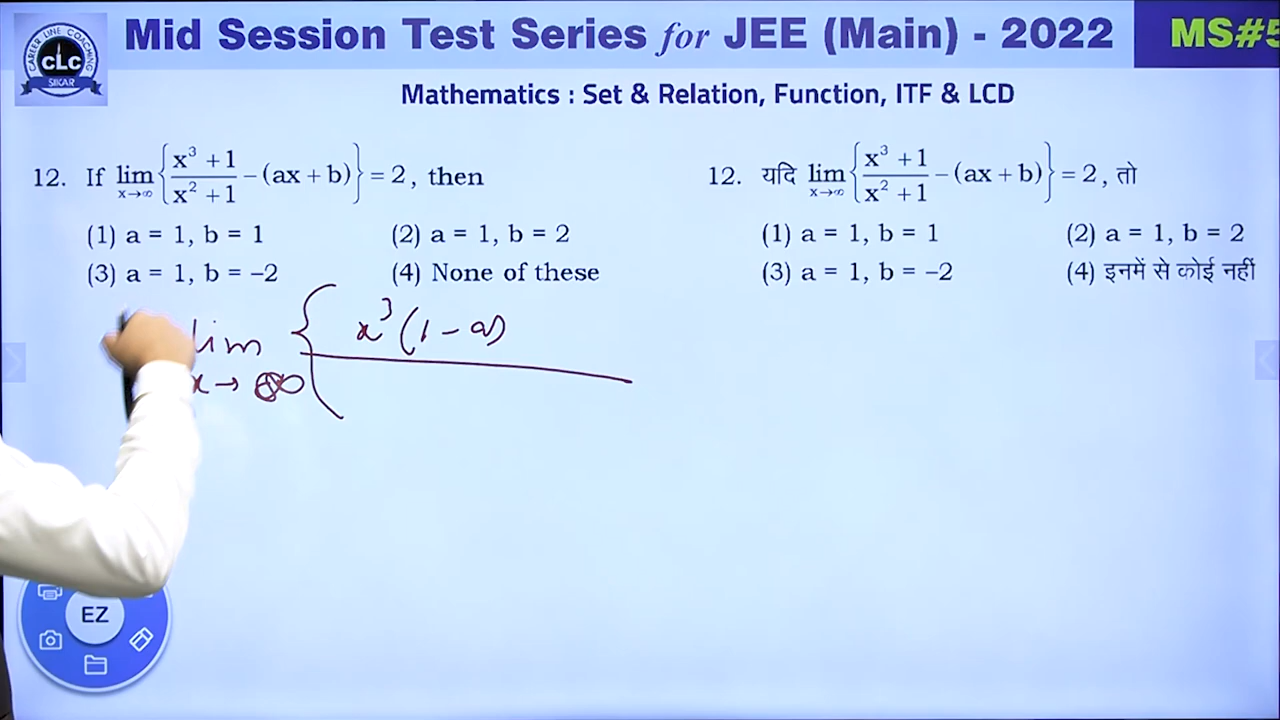 CAREER LINE COACHING
CLC
SIKAR
Mid Session Test Series for JEE (Main) - 2022
MS#5
Mathematics : Set & Relation, Function, ITF & LCD
12. If lim x→∞ {(x³ + 1)/(x² + 1) − (ax + b)} = 2, then
(1) a = 1, b = 1 (2) a = 1, b = 2
(3) a = 1, b = –2 (4) None of these
12. यदि lim x→∞ {(x³ + 1)/(x² + 1) − (ax + b)} = 2, तो
(1) a = 1, b = 1 (2) a = 1, b = 2
(3) a = 1, b = –2 (4) इनमें से कोई नहीं
lim { x³(1 – a)
x → ∞
EZ